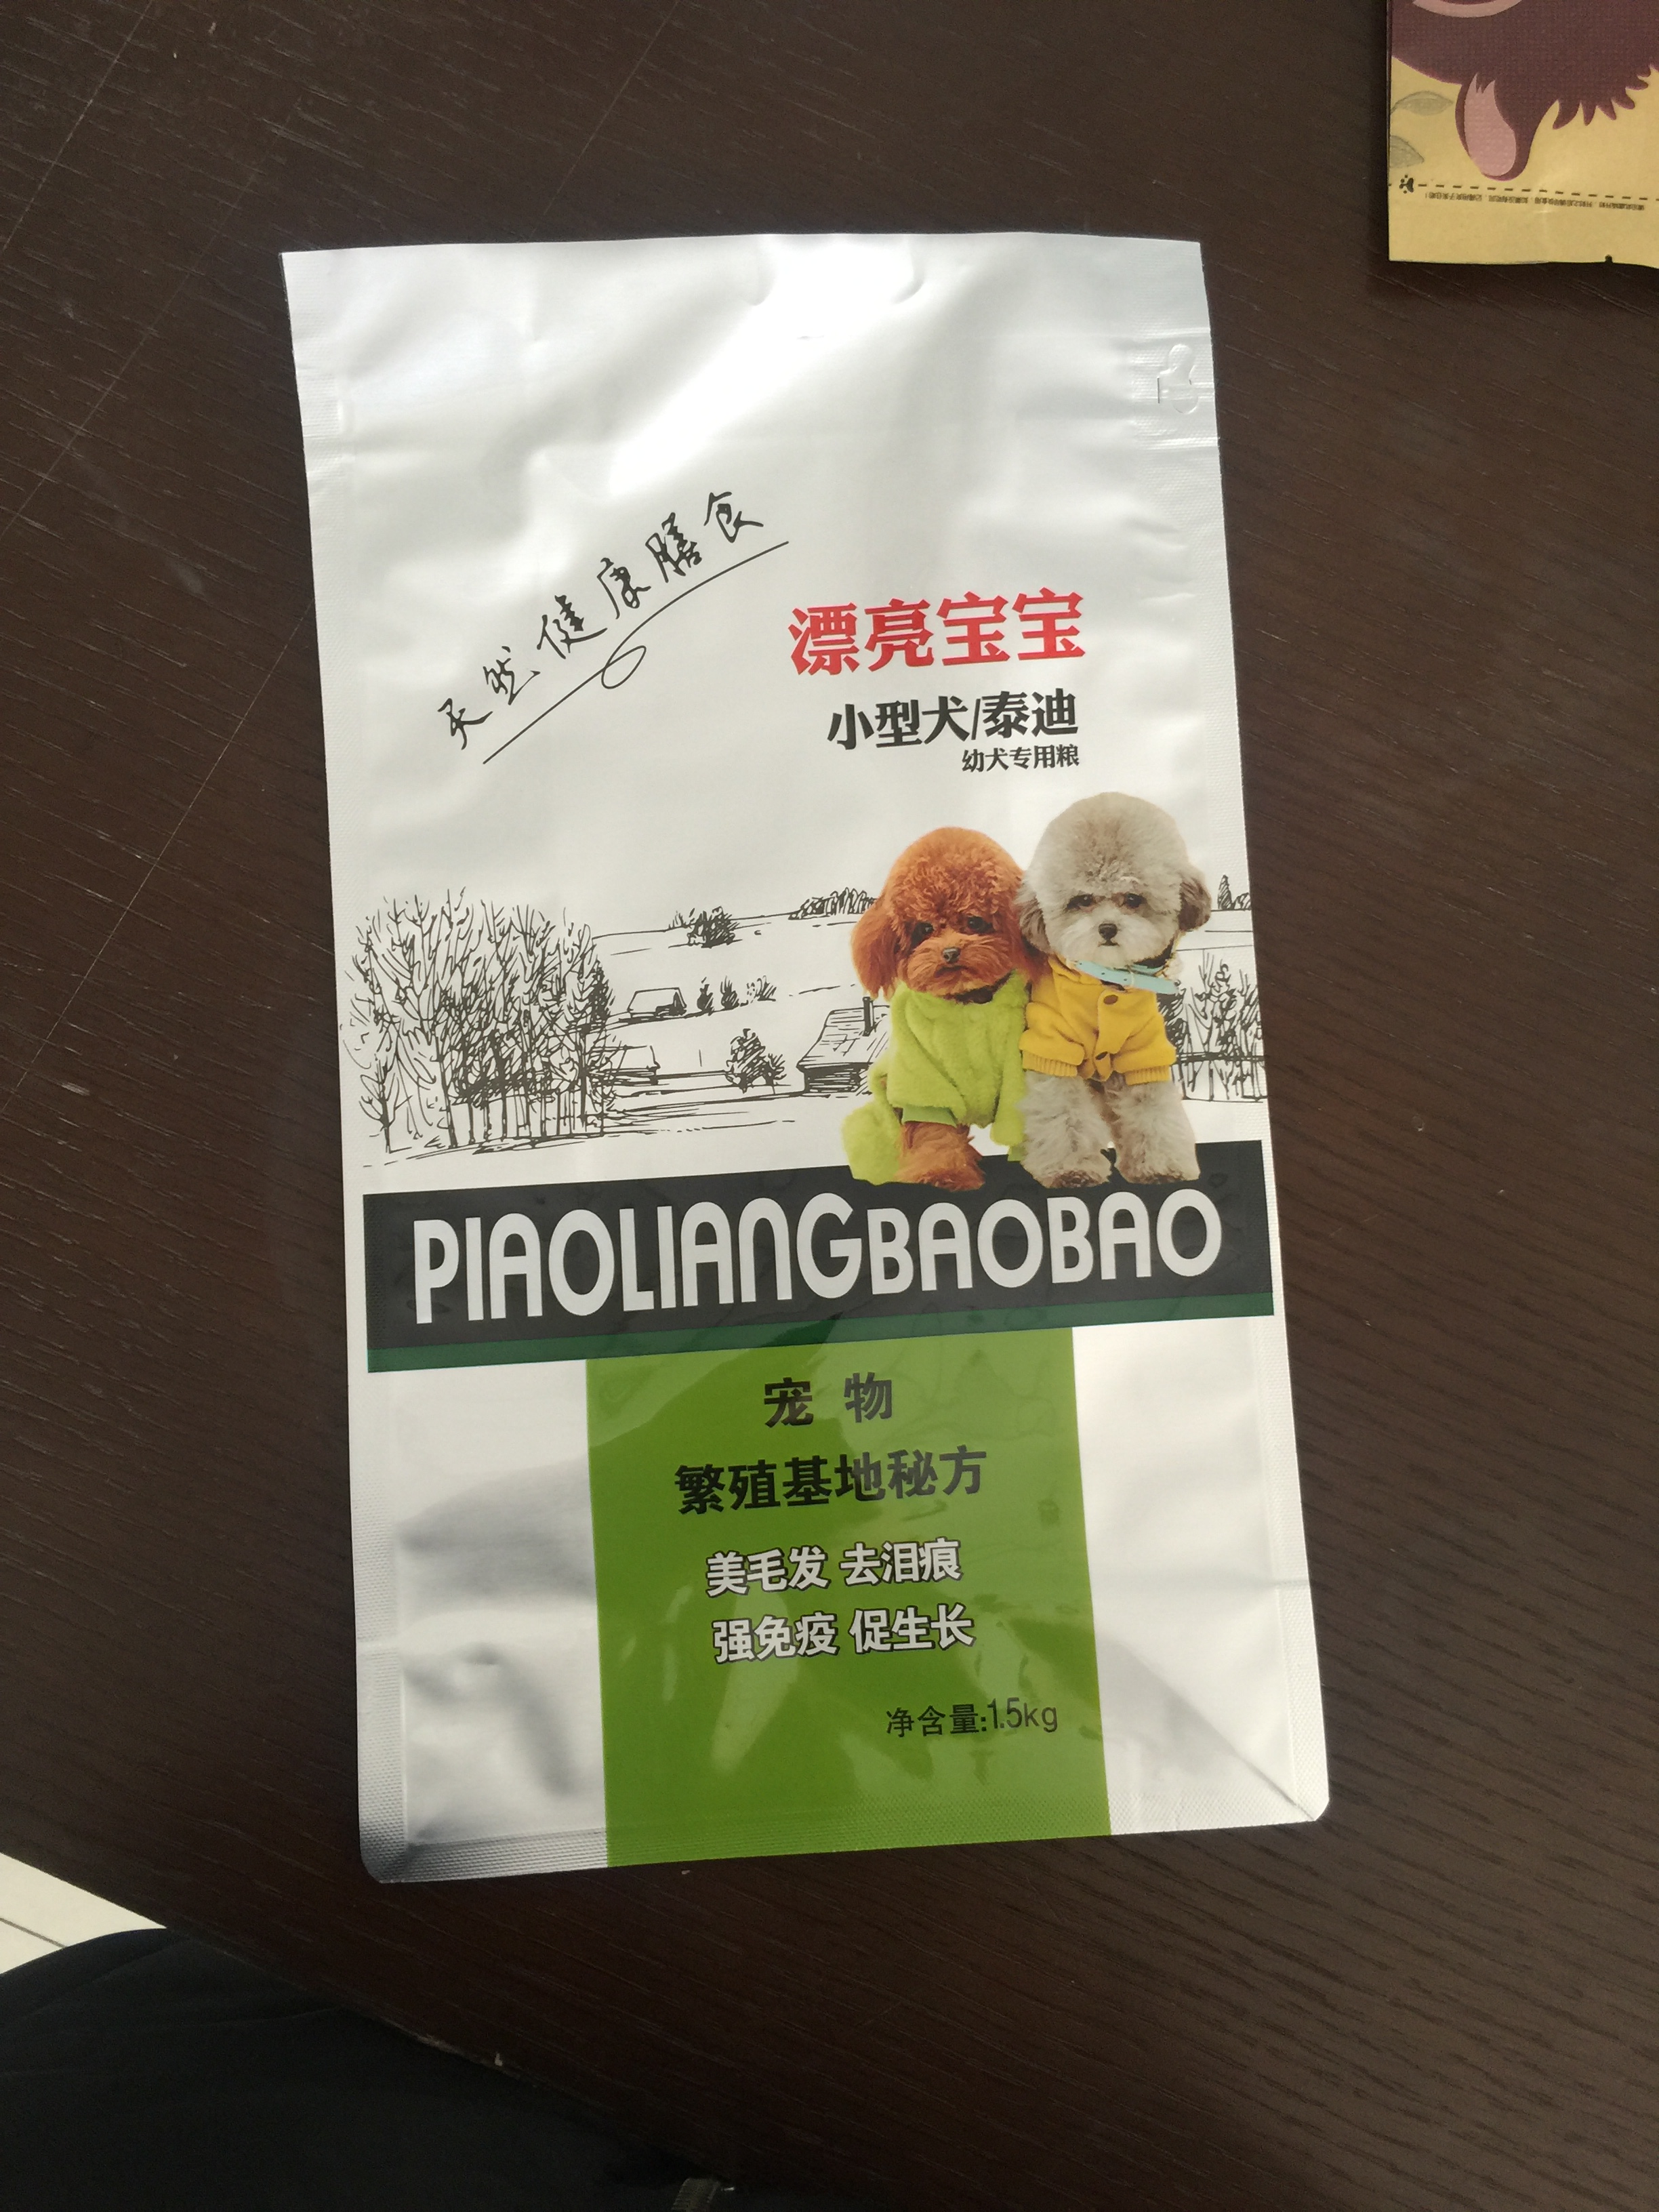 天然健康膳食
漂亮宝宝
小型犬/泰迪
幼犬专用粮
PIAOLIANGBAOBAO
宠 物
繁殖基地秘方
美毛发 去泪痕
强免疫 促生长
净含量:1.5kg